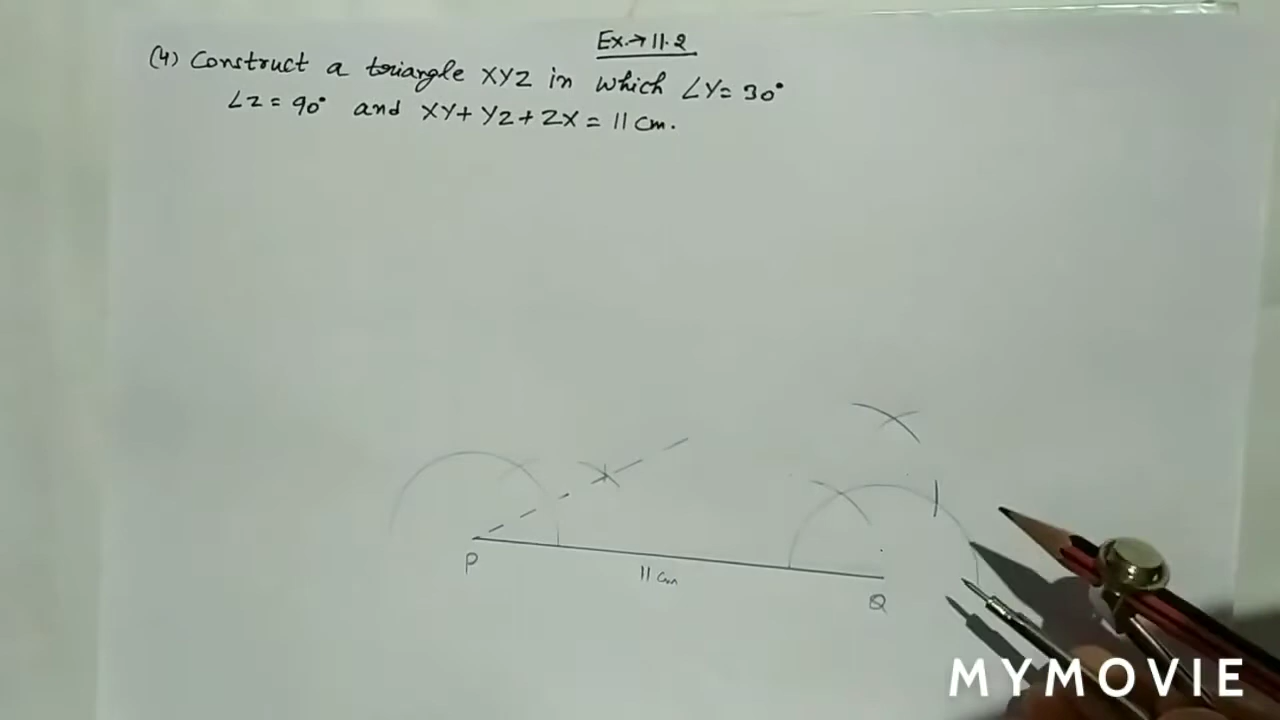 Ex.→ 11.2
(4) Construct a triangle XYZ in which ∠Y= 30°
∠Z = 90° and XY+ YZ + ZX = 11 cm.
P
11 cm
Q
MYMOVIE